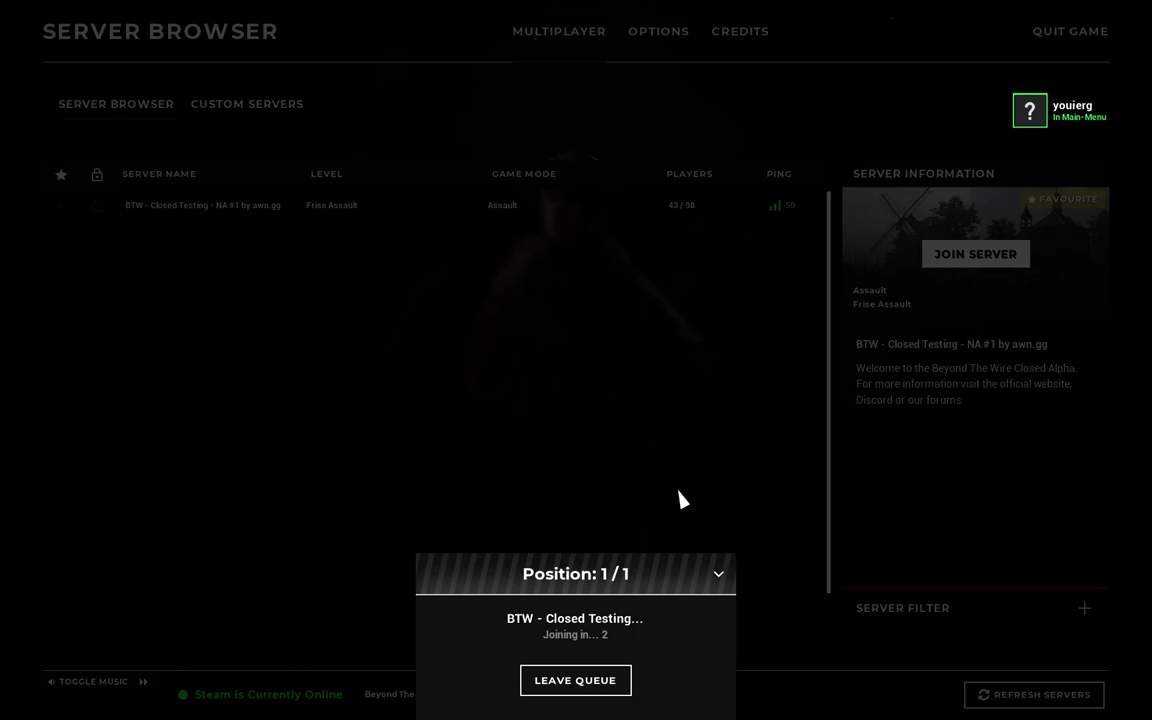 SERVER BROWSER
MULTIPLAYER OPTIONS CREDITS
QUIT GAME
SERVER BROWSER CUSTOM SERVERS
?
youierg
In Main-Menu
SERVER NAME LEVEL GAME MODE PLAYERS PING
BTW - Closed Testing - NA #1 by awn.gg Frise Assault Assault 43 / 98 50
SERVER INFORMATION
FAVOURITE
JOIN SERVER
Assault
Frise Assault
BTW - Closed Testing - NA #1 by awn.gg
Welcome to the Beyond The Wire Closed Alpha.
For more information visit the official website,
Discord or our forums.
SERVER FILTER
Position: 1 / 1
BTW - Closed Testing...
Joining in... 2
LEAVE QUEUE
TOGGLE MUSIC
Steam is Currently Online
Beyond The
REFRESH SERVERS